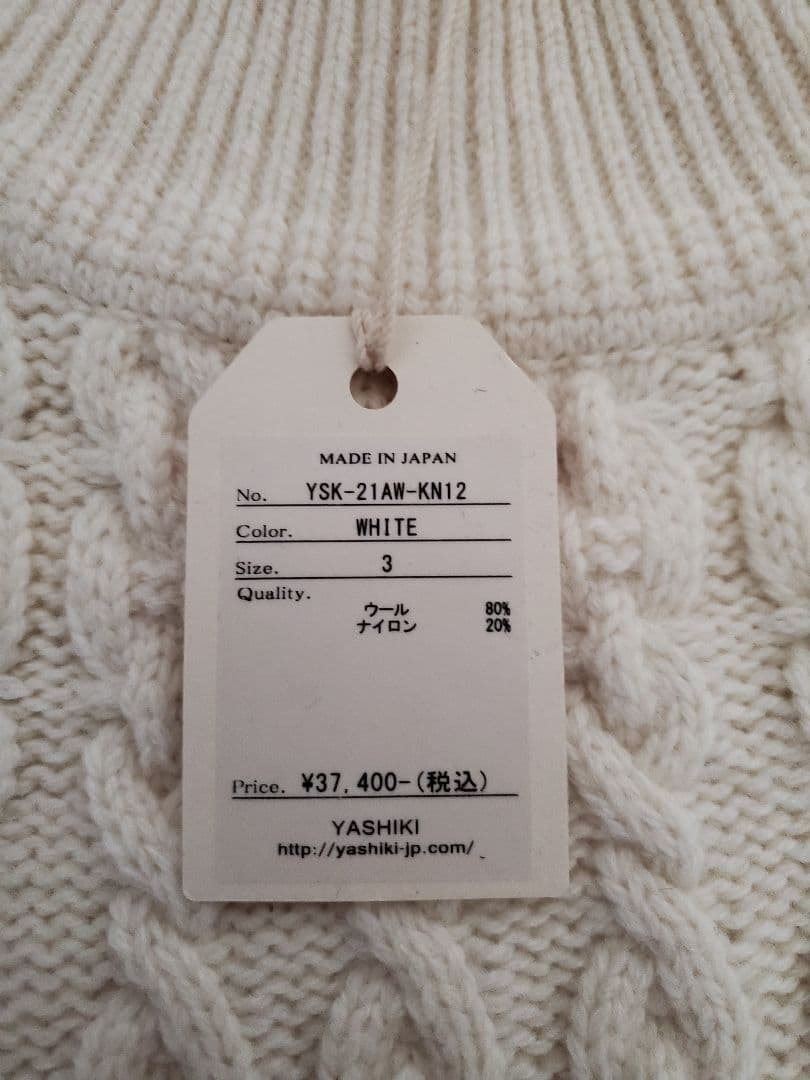 MADE IN JAPAN
No. YSK-21AW-KN12
Color. WHITE
Size. 3
Quality.
ウール 80%
ナイロン 20%
Price. ¥37,400-(税込)
YASHIKI
http://yashiki-jp.com/